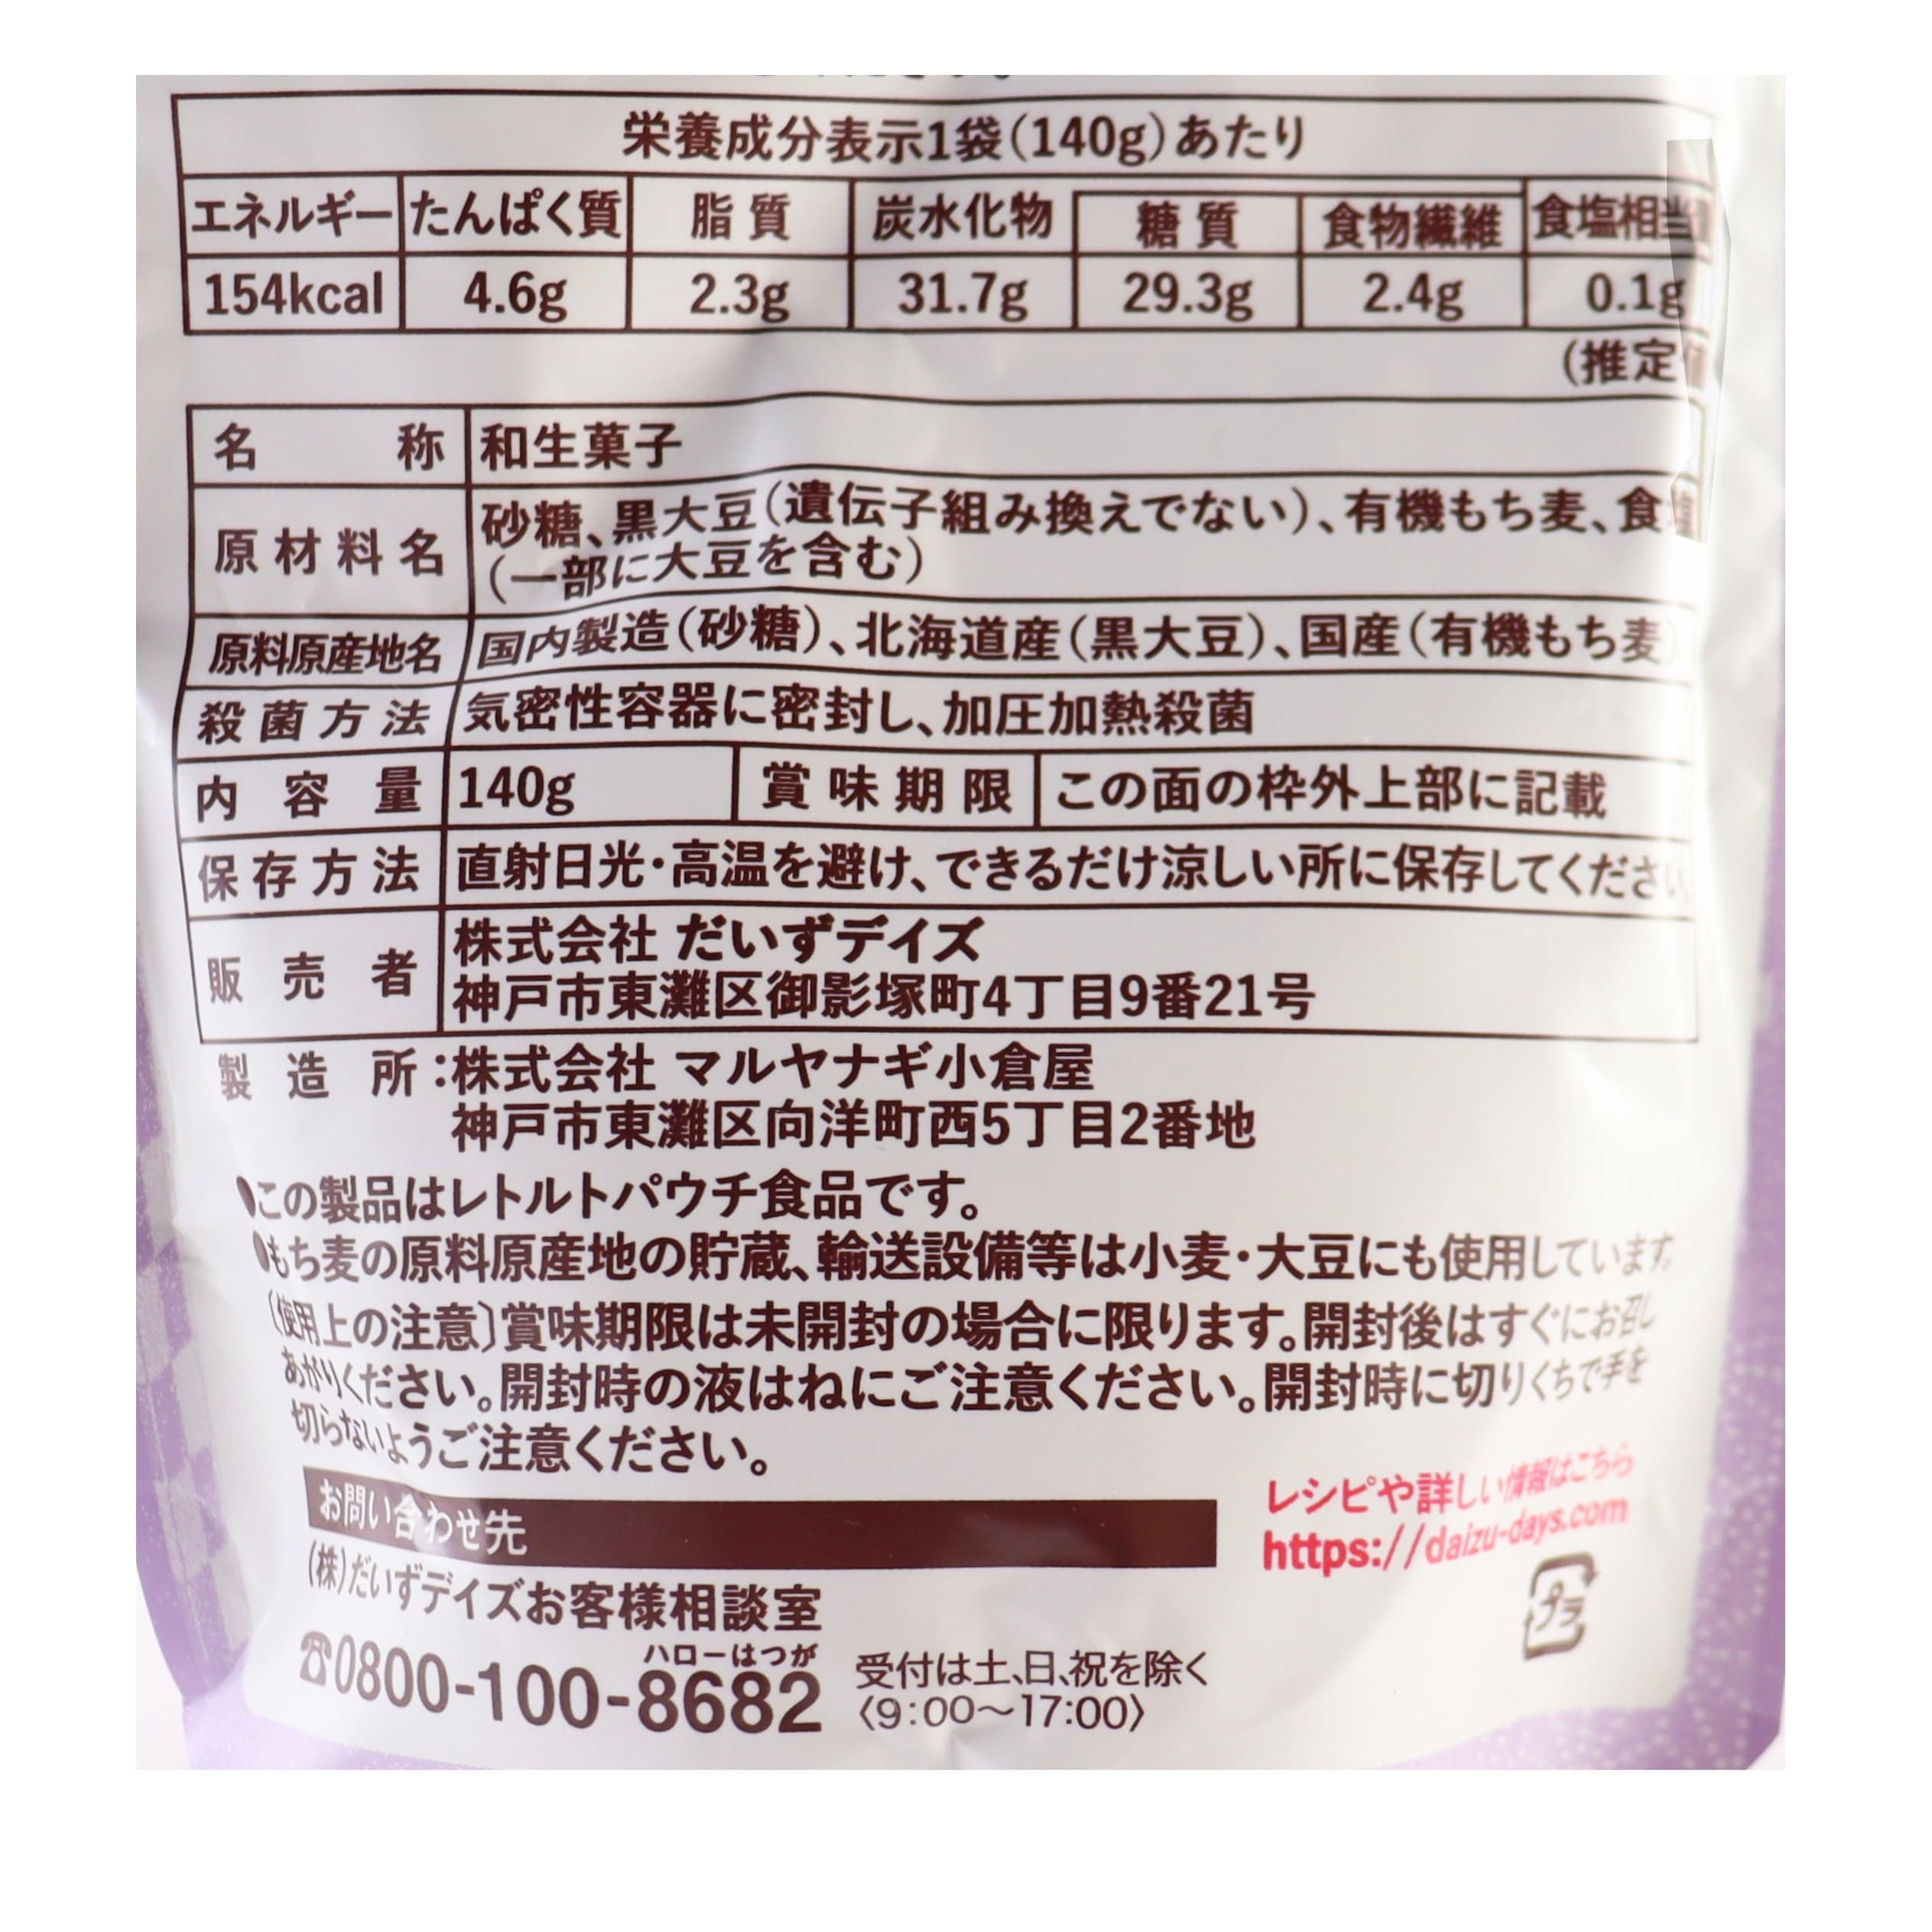 栄養成分表示1袋(140g)あたり
エネルギー たんぱく質 脂質 炭水化物 糖質 食物繊維 食塩相当
154kcal 4.6g 2.3g 31.7g 29.3g 2.4g 0.1g
(推定
名称 和生菓子
原材料名 砂糖、黒大豆(遺伝子組み換えでない)、有機もち麦、食塩
(一部に大豆を含む)
原料原産地名 国内製造(砂糖)、北海道産(黒大豆)、国産(有機もち麦)
殺菌方法 気密性容器に密封し、加圧加熱殺菌
内容量 140g 賞味期限 この面の枠外上部に記載
保存方法 直射日光・高温を避け、できるだけ涼しい所に保存してください
販売者 株式会社 だいずデイズ
神戸市東灘区御影塚町4丁目9番21号
製造所:株式会社 マルヤナギ小倉屋
神戸市東灘区向洋町西5丁目2番地
●この製品はレトルトパウチ食品です。
●もち麦の原料原産地の貯蔵、輸送設備等は小麦・大豆にも使用しています。
〔使用上の注意〕賞味期限は未開封の場合に限ります。開封後はすぐにお召し
あがりください。開封時の液はねにご注意ください。開封時に切りくちで手を
切らないようご注意ください。
レシピや詳しい情報はこちら
https://daizu-days.com
お問い合わせ先
プラ
(株)だいずデイズお客様相談室
ハローはつが
☎0800-100-8682 受付は土、日、祝を除く
〈9:00〜17:00〉